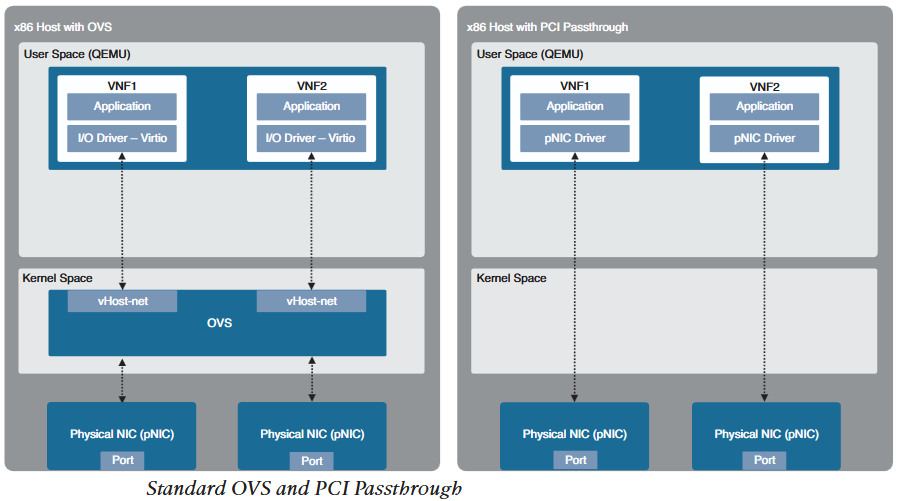 x86 Host with OVS
User Space (QEMU)
VNF1
Application
I/O Driver – Virtio
VNF2
Application
I/O Driver – Virtio
Kernel Space
vHost-net
vHost-net
OVS
Physical NIC (pNIC)
Port
Physical NIC (pNIC)
Port
x86 Host with PCI Passthrough
User Space (QEMU)
VNF1
Application
pNIC Driver
VNF2
Application
pNIC Driver
Kernel Space
Physical NIC (pNIC)
Port
Physical NIC (pNIC)
Port
Standard OVS and PCI Passthrough